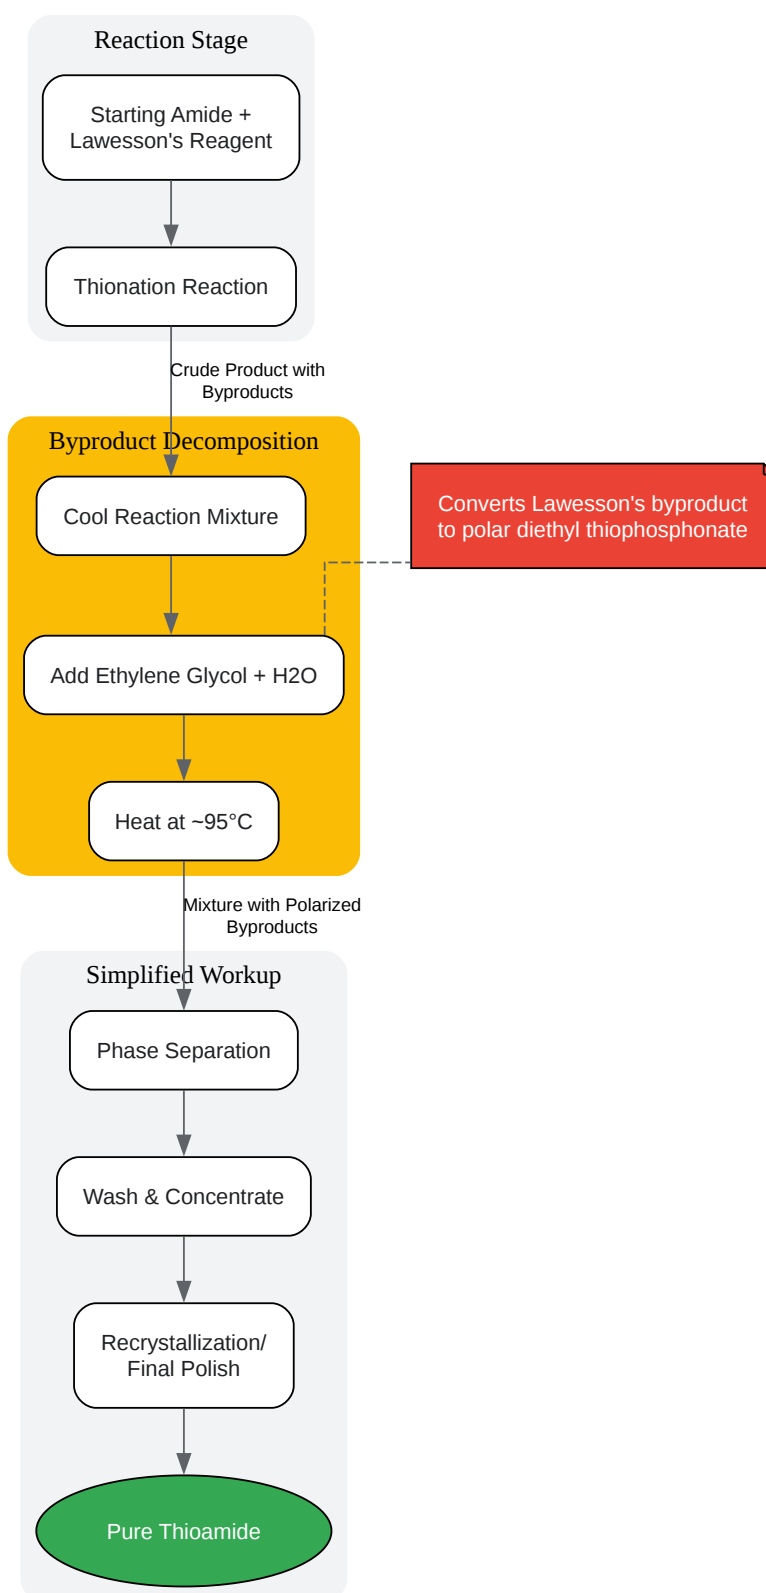 Reaction Stage
Starting Amide +
Lawesson's Reagent
Thionation Reaction
Crude Product with
Byproducts
Byproduct Decomposition
Cool Reaction Mixture
Converts Lawesson's byproduct
to polar diethyl thiophosphonate
Add Ethylene Glycol + H2O
Heat at ~95°C
Mixture with Polarized
Byproducts
Simplified Workup
Phase Separation
Wash & Concentrate
Recrystallization/
Final Polish
Pure Thioamide